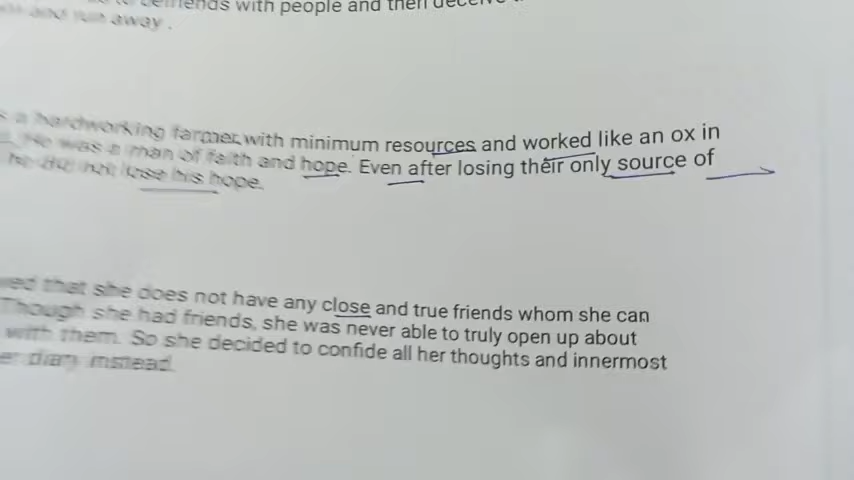 befriends with people and then deceive
and run away .
s a hardworking farmer with minimum resources and worked like an ox in
He was a man of faith and hope. Even after losing their only source of
he did not lose his hope.
ved that she does not have any close and true friends whom she can
Though she had friends, she was never able to truly open up about
with them. So she decided to confide all her thoughts and innermost
er diary instead.